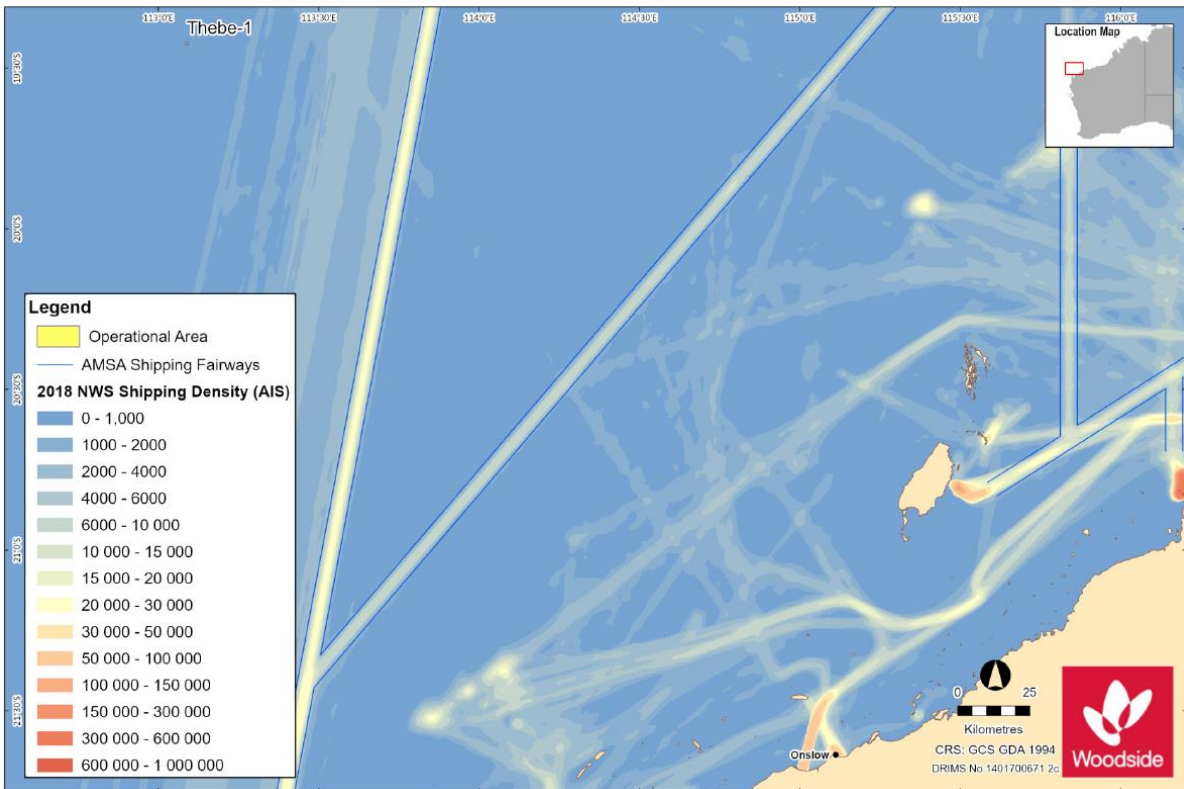 113°0'E
113°30'E
114°0'E
114°30'E
115°0'E
115°30'E
116°0'E
Thebe-1
Location Map
19°30'S
20°0'S
20°30'S
21°0'S
21°30'S
Legend
Operational Area
AMSA Shipping Fairways
2018 NWS Shipping Density (AIS)
0 - 1,000
1000 - 2000
2000 - 4000
4000 - 6000
6000 - 10 000
10 000 - 15 000
15 000 - 20 000
20 000 - 30 000
30 000 - 50 000
50 000 - 100 000
100 000 - 150 000
150 000 - 300 000
300 000 - 600 000
600 000 - 1 000 000
Onslow
0 25
Kilometres
CRS: GCS GDA 1994
DRIMS No.1401700671 2c
Woodside